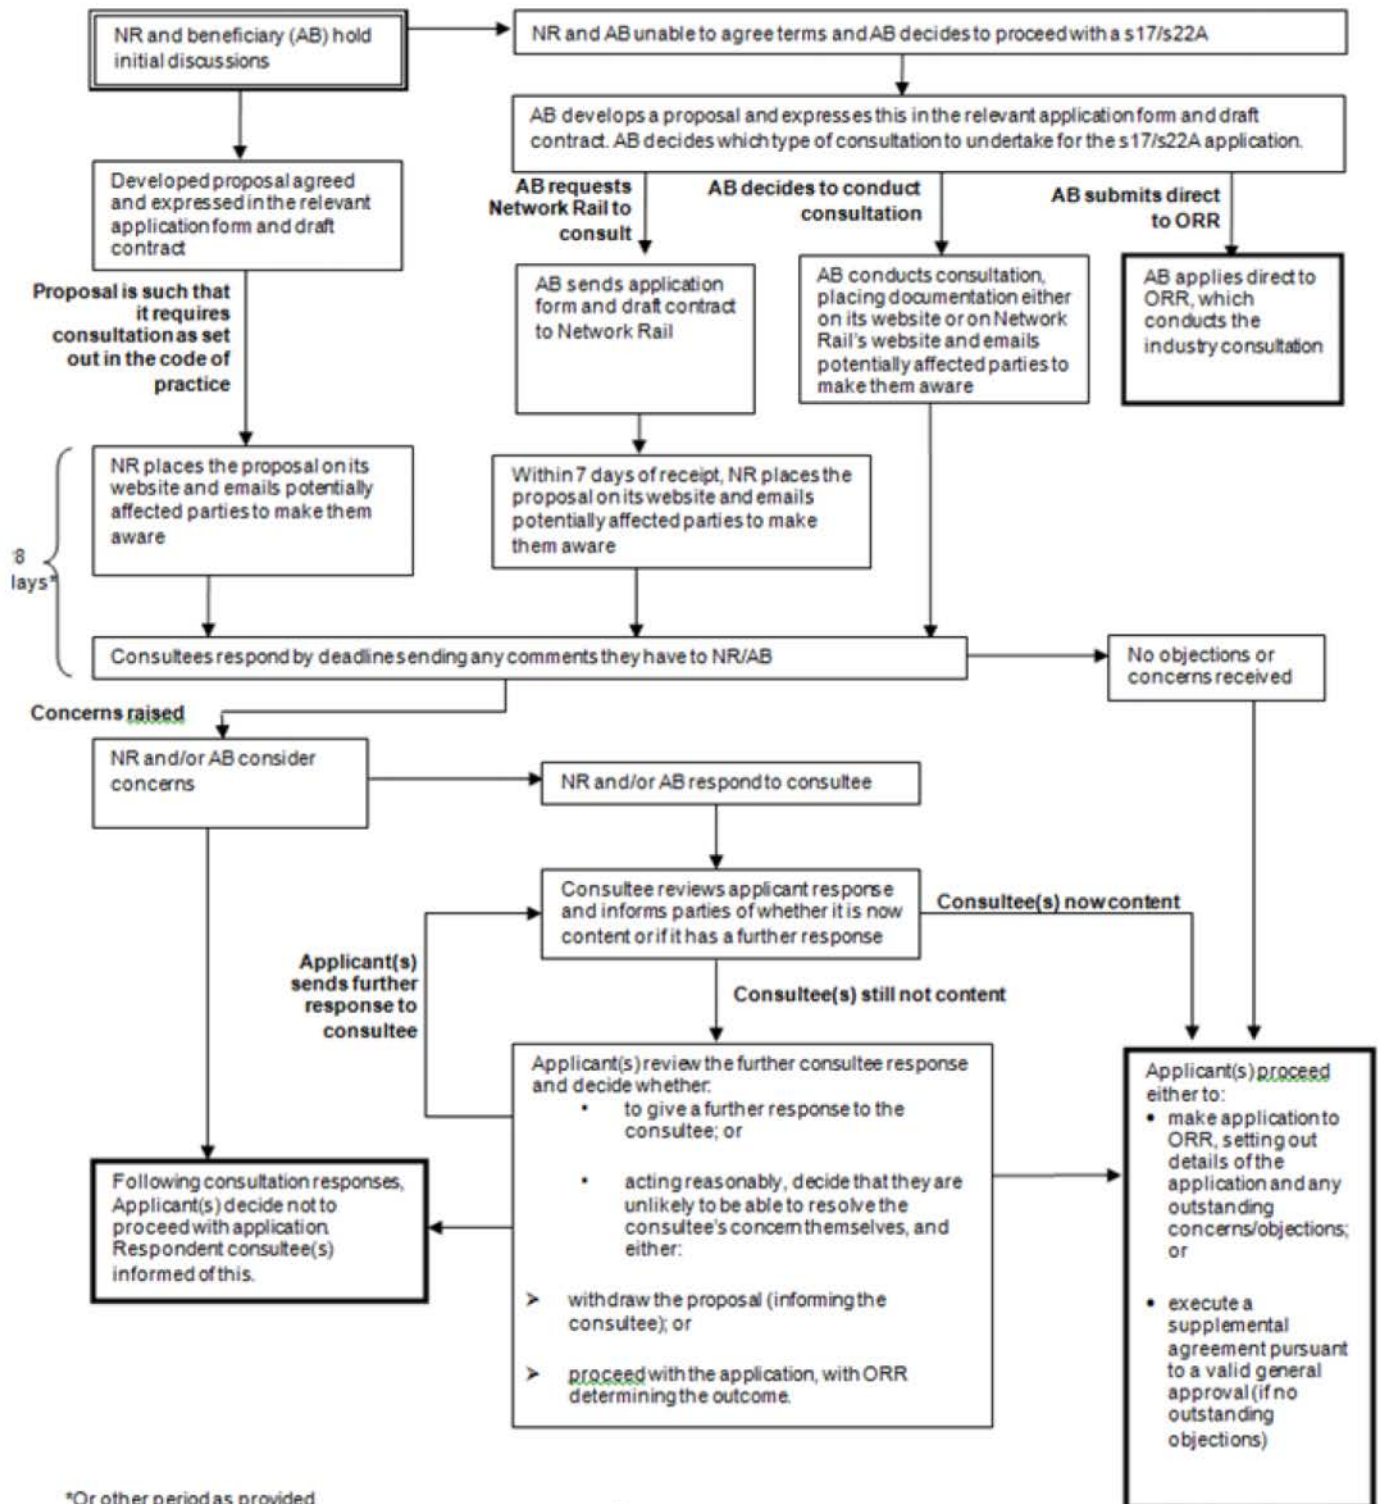 NR and beneficiary (AB) hold
initial discussions
NR and AB unable to agree terms and AB decides to proceed with a s17/s22A
AB develops a proposal and expresses this in the relevant application form and draft
contract. AB decides which type of consultation to undertake for the s17/s22A application.
Developed proposal agreed
and expressed in the relevant
application form and draft
contract
AB requests
Network Rail to
consult
AB decides to conduct
consultation
AB submits direct
to ORR
Proposal is such that
it requires
consultation as set
out in the code of
practice
AB sends application
form and draft contract
to Network Rail
AB conducts consultation,
placing documentation either
on its website or on Network
Rail's website and emails
potentially affected parties to
make them aware
AB applies direct to
ORR, which
conducts the
industry consultation
NR places the proposal on its
website and emails potentially
affected parties to make them
aware
Within 7 days of receipt, NR places the
proposal on its website and emails
potentially affected parties to make
them aware
8
lays*
Consultees respond by deadline sending any comments they have to NR/AB
No objections or
concerns received
Concerns raised
NR and/or AB consider
concerns
NR and/or AB respond to consultee
Consultee reviews applicant response
and informs parties of whether it is now
content or if it has a further response
Consultee(s) now content
Applicant(s)
sends further
response to
consultee
Consultee(s) still not content
Applicant(s) review the further consultee response
and decide whether:
• to give a further response to the
consultee; or
• acting reasonably, decide that they are
unlikely to be able to resolve the
consultee's concern themselves, and
either:
➢ withdraw the proposal (informing the
consultee); or
➢ proceed with the application, with ORR
determining the outcome.
Following consultation responses,
Applicant(s) decide not to
proceed with application.
Respondent consultee(s)
informed of this.
Applicant(s) proceed
either to:
• make application to
ORR, setting out
details of the
application and any
outstanding
concerns/objections;
or
• execute a
supplemental
agreement pursuant
to a valid general
approval (if no
outstanding
objections)
*Or other period as provided